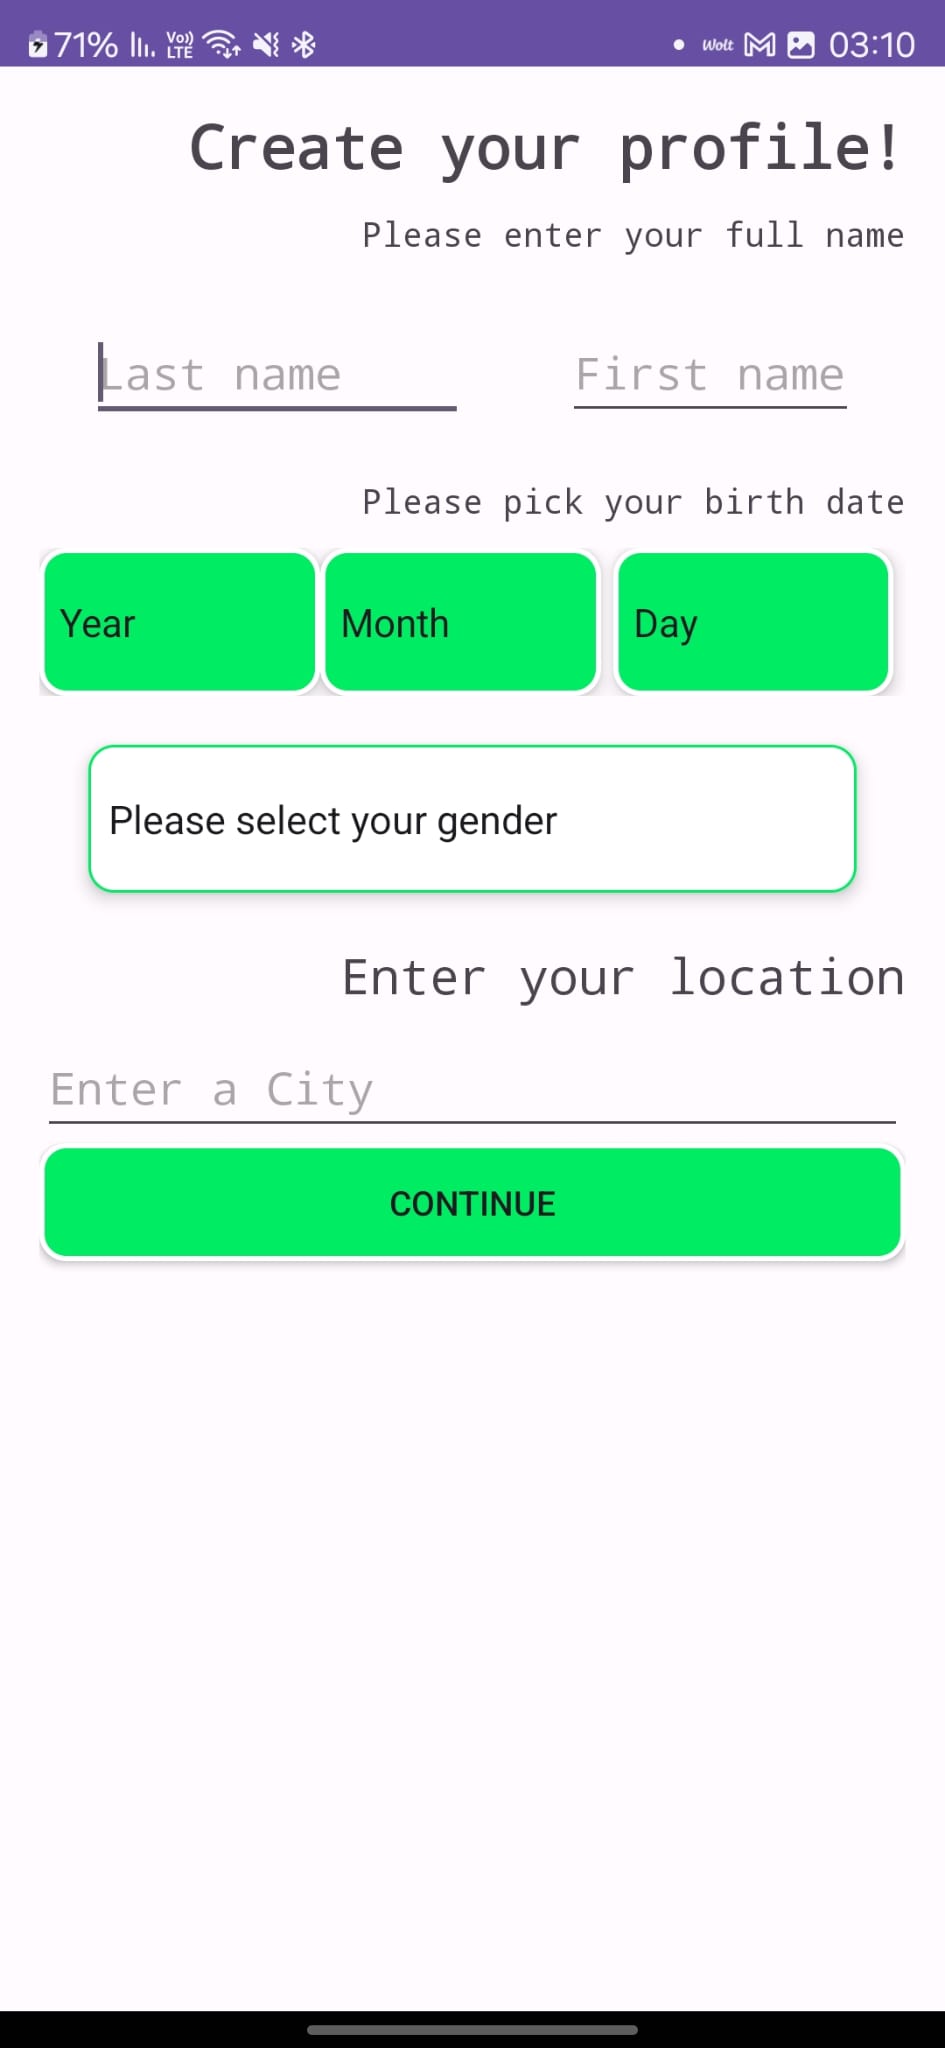 71% Vo)) LTE Wolt 03:10
Create your profile!
Please enter your full name
Last name First name
Please pick your birth date
Year Month Day
Please select your gender
Enter your location
Enter a City
CONTINUE